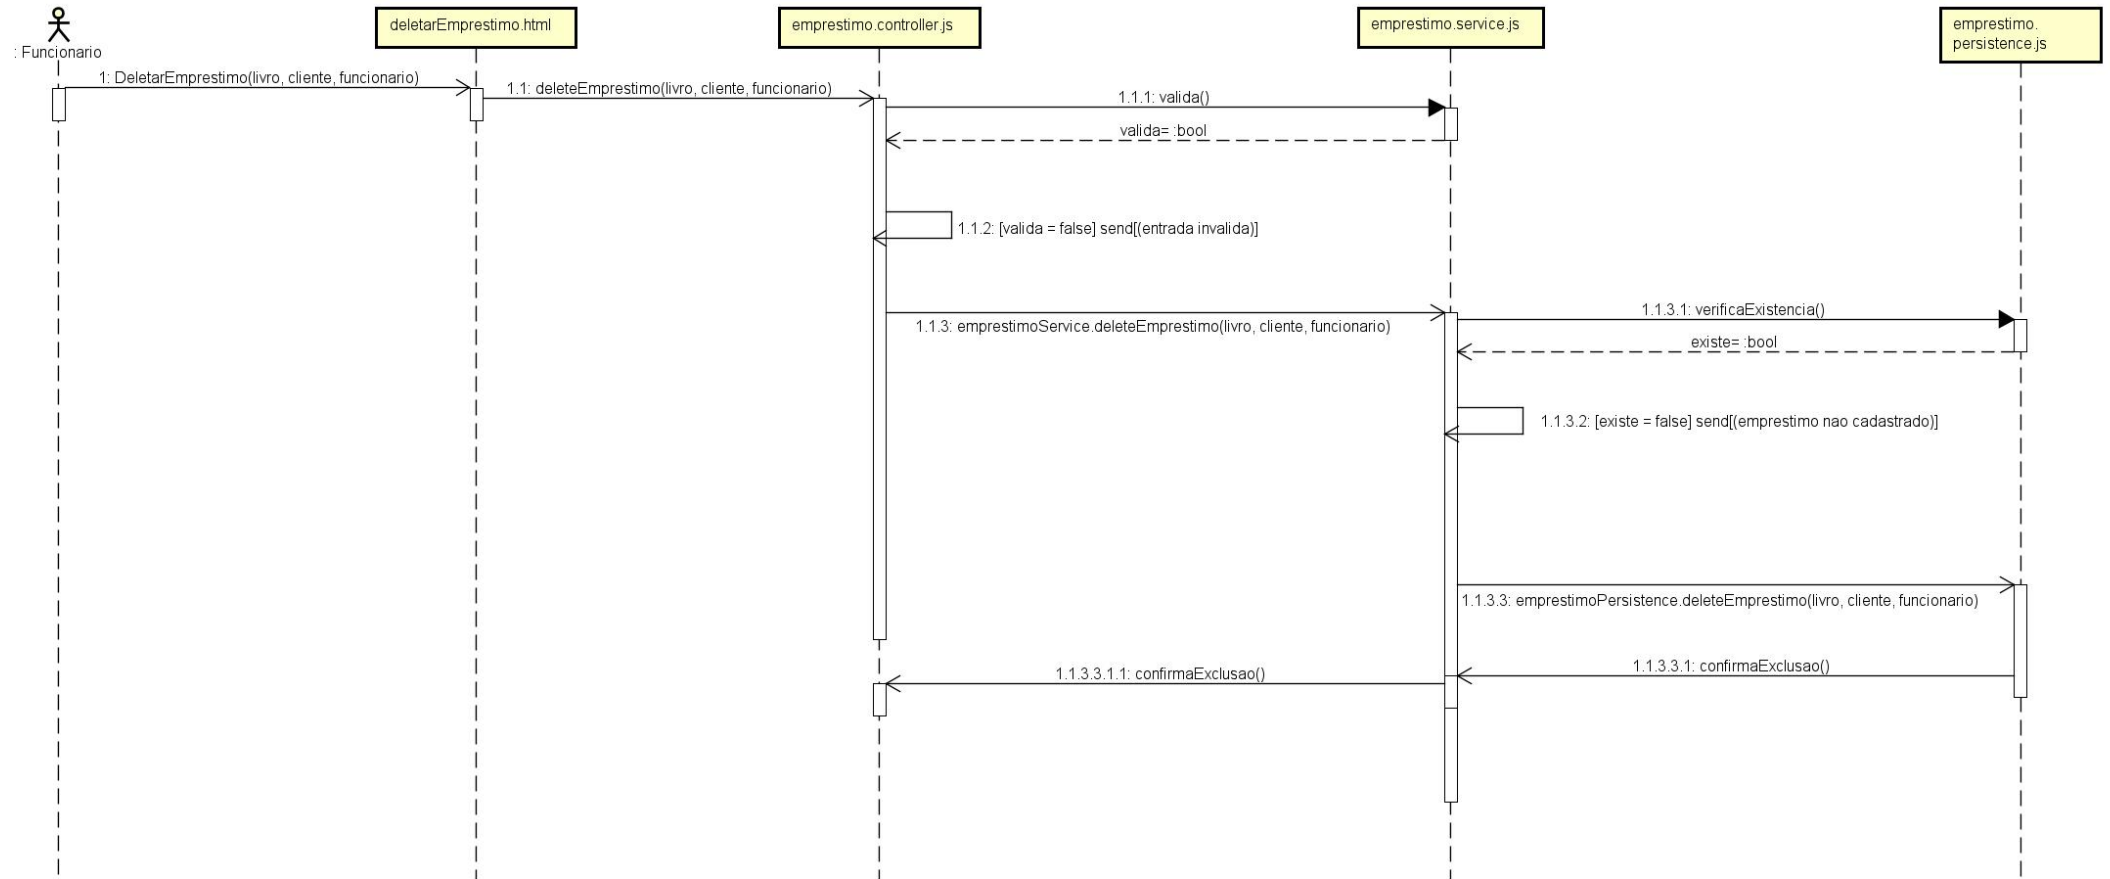 : Funcionario
deletarEmprestimo.html
emprestimo.controller.js
emprestimo.service.js
emprestimo.
persistence.js
1: DeletarEmprestimo(livro, cliente, funcionario)
1.1: deleteEmprestimo(livro, cliente, funcionario)
1.1.1: valida()
valida= :bool
1.1.2: [valida = false] send[(entrada invalida)]
1.1.3: emprestimoService.deleteEmprestimo(livro, cliente, funcionario)
1.1.3.1: verificaExistencia()
existe= :bool
1.1.3.2: [existe = false] send[(emprestimo nao cadastrado)]
1.1.3.3: emprestimoPersistence.deleteEmprestimo(livro, cliente, funcionario)
1.1.3.3.1: confirmaExclusao()
1.1.3.3.1.1: confirmaExclusao()